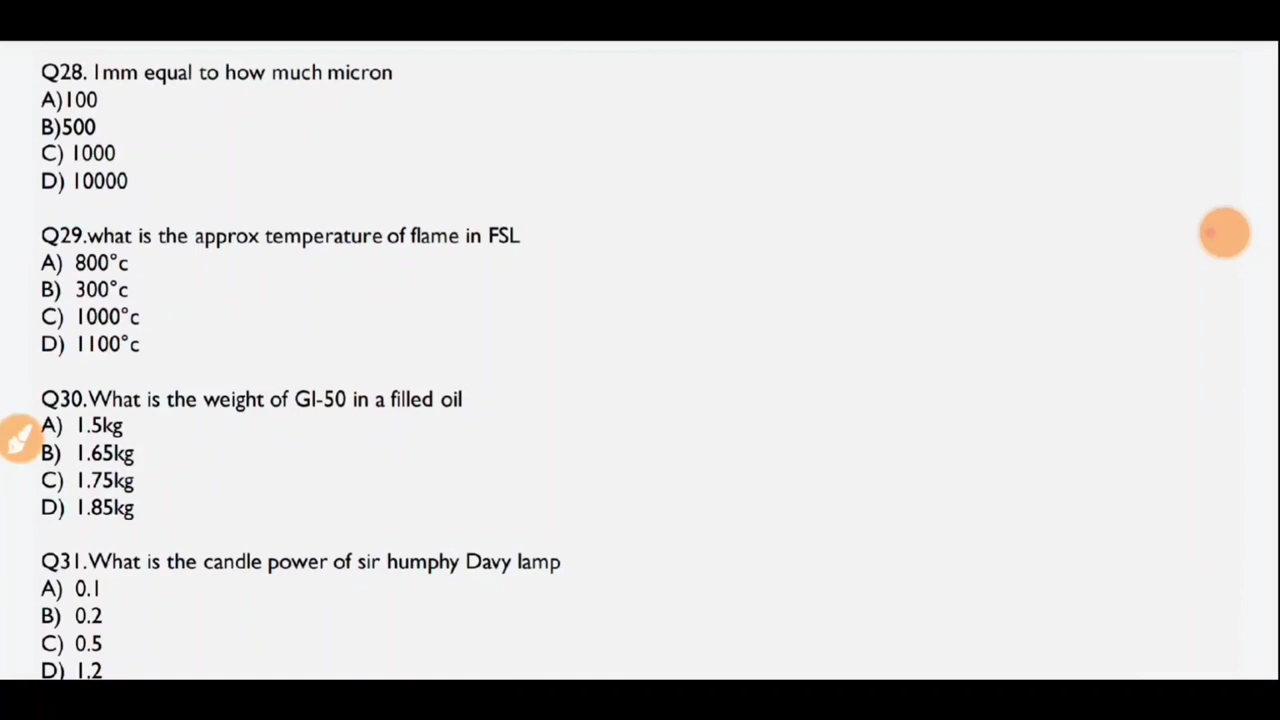 Q28. 1mm equal to how much micron
A)100
B)500
C) 1000
D) 10000
Q29.what is the approx temperature of flame in FSL
A) 800°c
B) 300°c
C) 1000°c
D) 1100°c
Q30.What is the weight of Gl-50 in a filled oil
A) 1.5kg
B) 1.65kg
C) 1.75kg
D) 1.85kg
Q31.What is the candle power of sir humphy Davy lamp
A) 0.1
B) 0.2
C) 0.5
D) 1.2